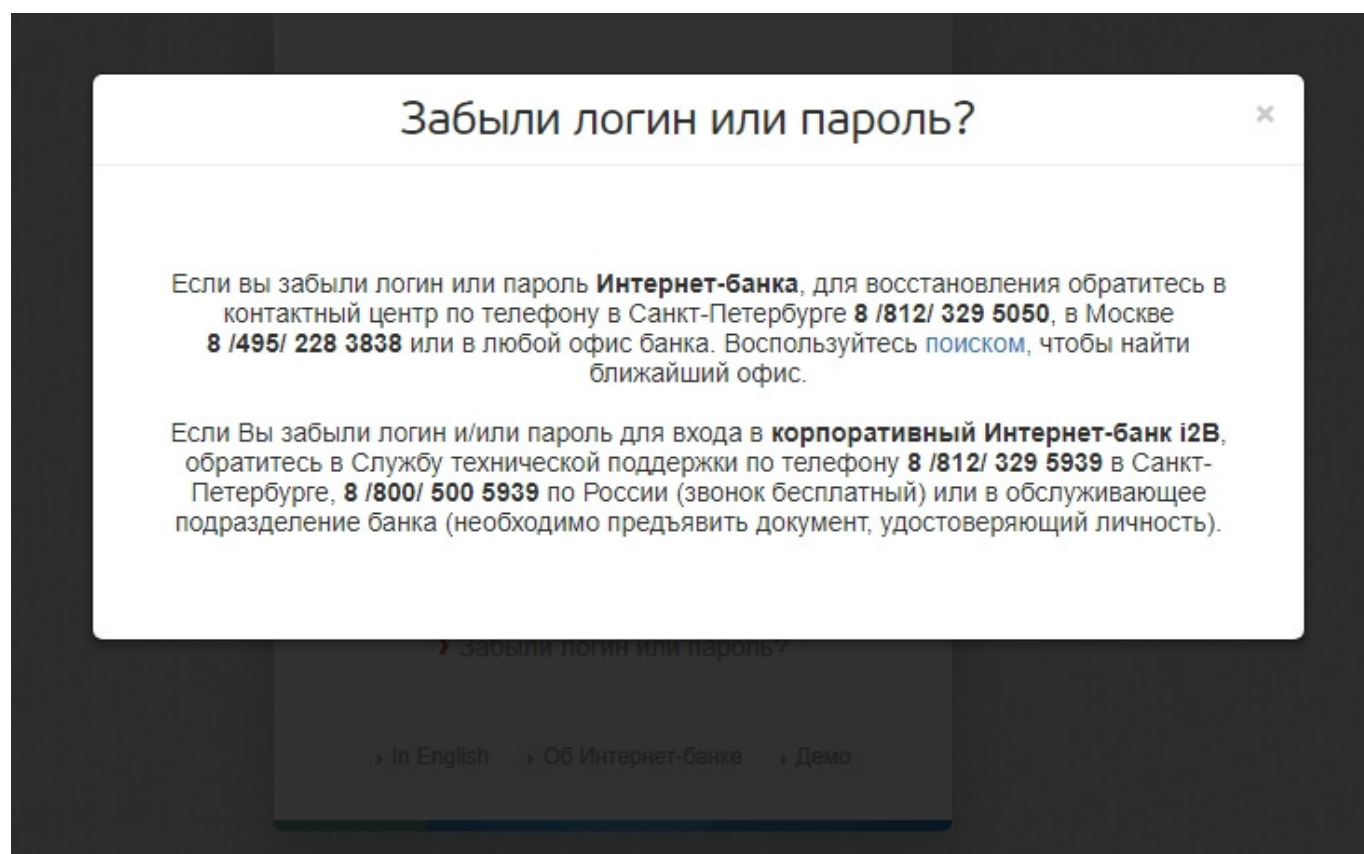 Забыли логин или пароль?
×
Если вы забыли логин или пароль Интернет-банка, для восстановления обратитесь в
контактный центр по телефону в Санкт-Петербурге 8 /812/ 329 5050, в Москве
8 /495/ 228 3838 или в любой офис банка. Воспользуйтесь поиском, чтобы найти
ближайший офис.
Если Вы забыли логин и/или пароль для входа в корпоративный Интернет-банк i2B,
обратитесь в Службу технической поддержки по телефону 8 /812/ 329 5939 в Санкт-
Петербурге, 8 /800/ 500 5939 по России (звонок бесплатный) или в обслуживающее
подразделение банка (необходимо предъявить документ, удостоверяющий личность).
› Забыли логин или пароль?
› In English › Об Интернет-банке › Демо